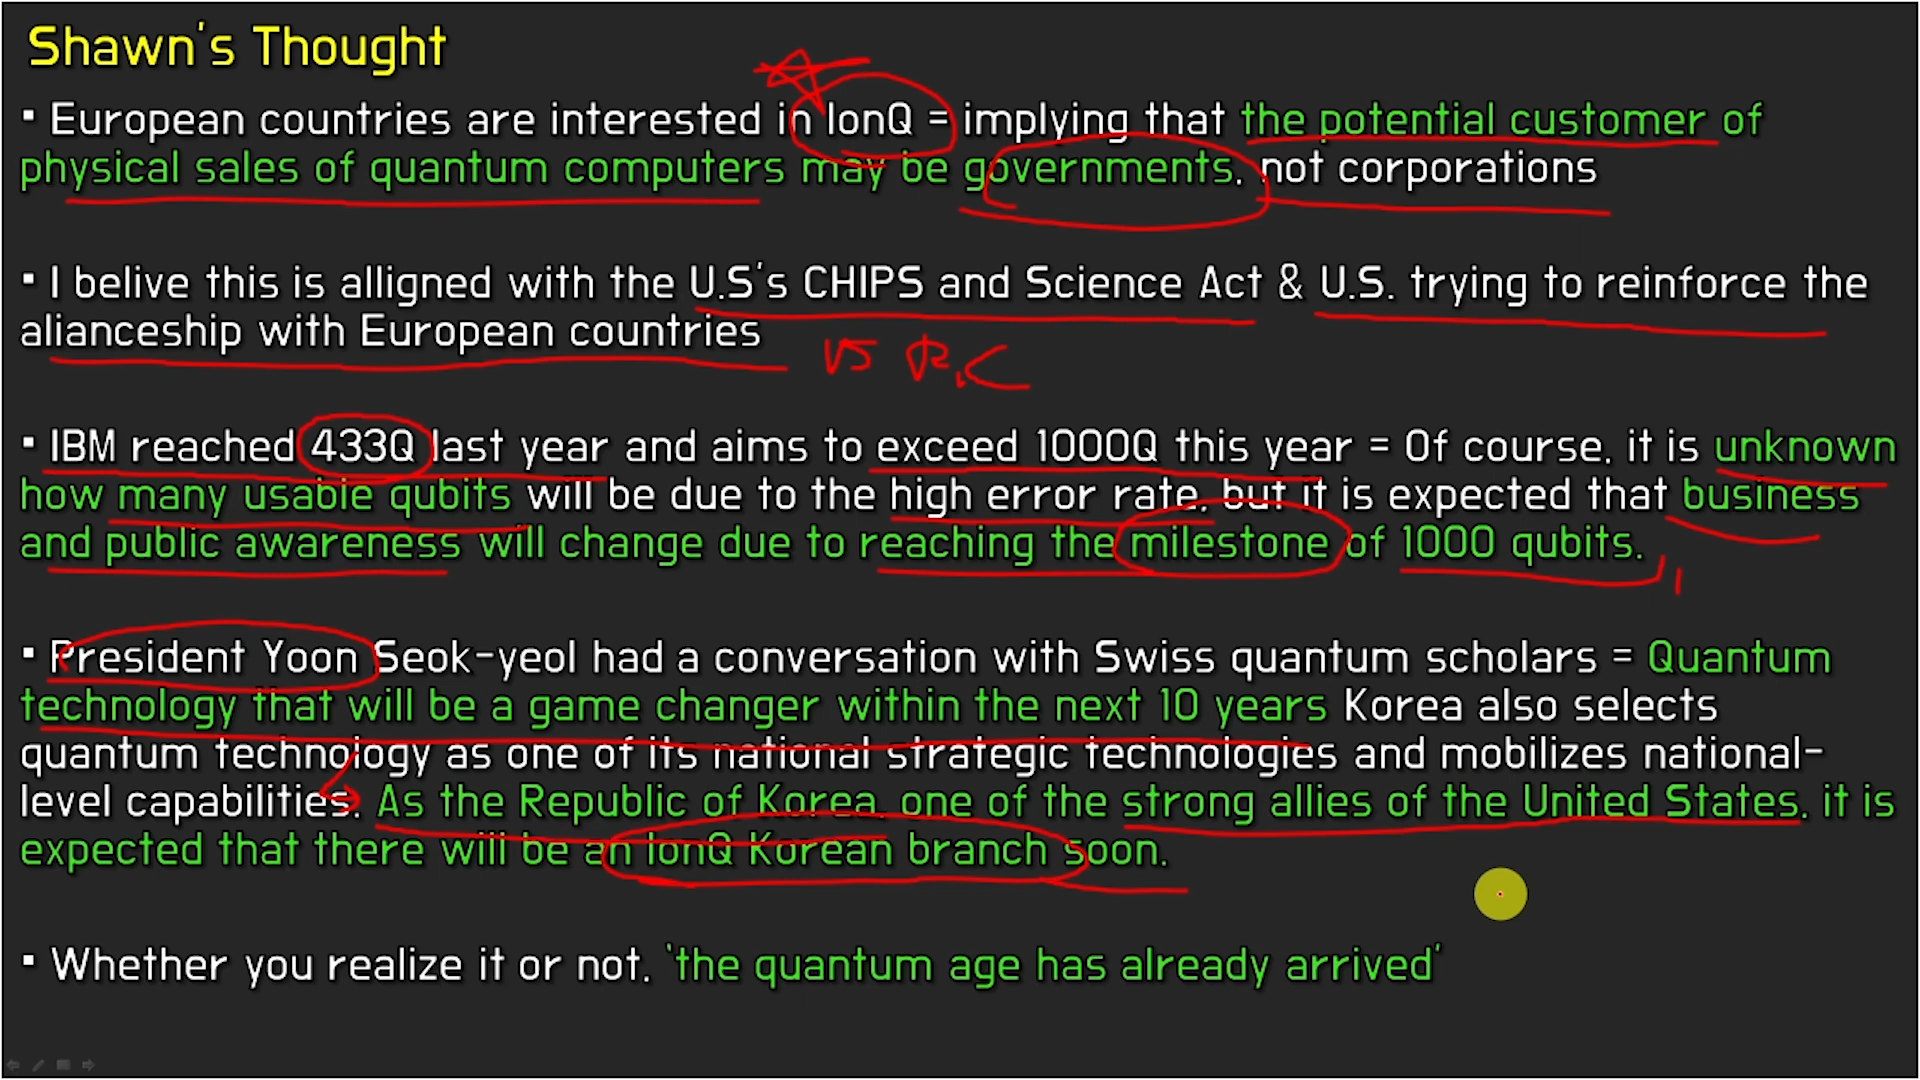 Shawn's Thought
▪ European countries are interested in IonQ = implying that the potential customer of
physical sales of quantum computers may be governments, not corporations
▪ I belive this is alligned with the U.S's CHIPS and Science Act & U.S. trying to reinforce the
alianceship with European countries
VS R.C
▪ IBM reached 433Q last year and aims to exceed 1000Q this year = Of course, it is unknown
how many usable qubits will be due to the high error rate, but it is expected that business
and public awareness will change due to reaching the milestone of 1000 qubits.
▪ President Yoon Seok-yeol had a conversation with Swiss quantum scholars = Quantum
technology that will be a game changer within the next 10 years Korea also selects
quantum technology as one of its national strategic technologies and mobilizes national-
level capabilities. As the Republic of Korea, one of the strong allies of the United States, it is
expected that there will be an IonQ Korean branch soon.
▪ Whether you realize it or not, 'the quantum age has already arrived'